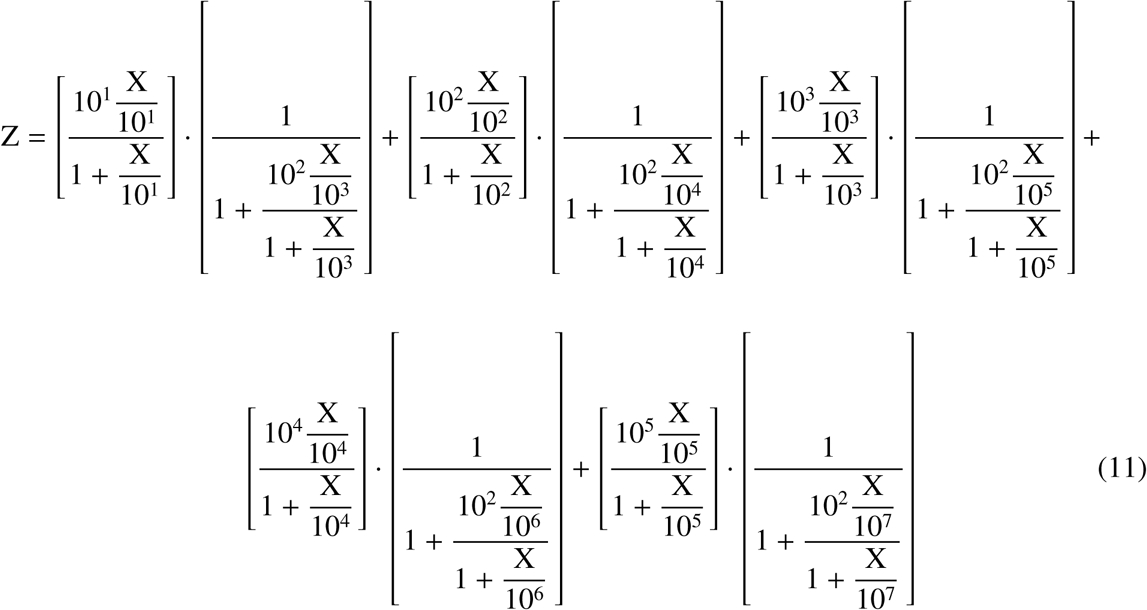 Z = \left[\frac{10^1\frac{X}{10^1}}{1+\frac{X}{10^1}}\right] \cdot \left[\frac{1}{1+\frac{10^2\frac{X}{10^3}}{1+\frac{X}{10^3}}}\right] + \left[\frac{10^2\frac{X}{10^2}}{1+\frac{X}{10^2}}\right] \cdot \left[\frac{1}{1+\frac{10^2\frac{X}{10^4}}{1+\frac{X}{10^4}}}\right] + \left[\frac{10^3\frac{X}{10^3}}{1+\frac{X}{10^3}}\right] \cdot \left[\frac{1}{1+\frac{10^2\frac{X}{10^5}}{1+\frac{X}{10^5}}}\right] +
\left[\frac{10^4\frac{X}{10^4}}{1+\frac{X}{10^4}}\right] \cdot \left[\frac{1}{1+\frac{10^2\frac{X}{10^6}}{1+\frac{X}{10^6}}}\right] + \left[\frac{10^5\frac{X}{10^5}}{1+\frac{X}{10^5}}\right] \cdot \left[\frac{1}{1+\frac{10^2\frac{X}{10^7}}{1+\frac{X}{10^7}}}\right] (11)